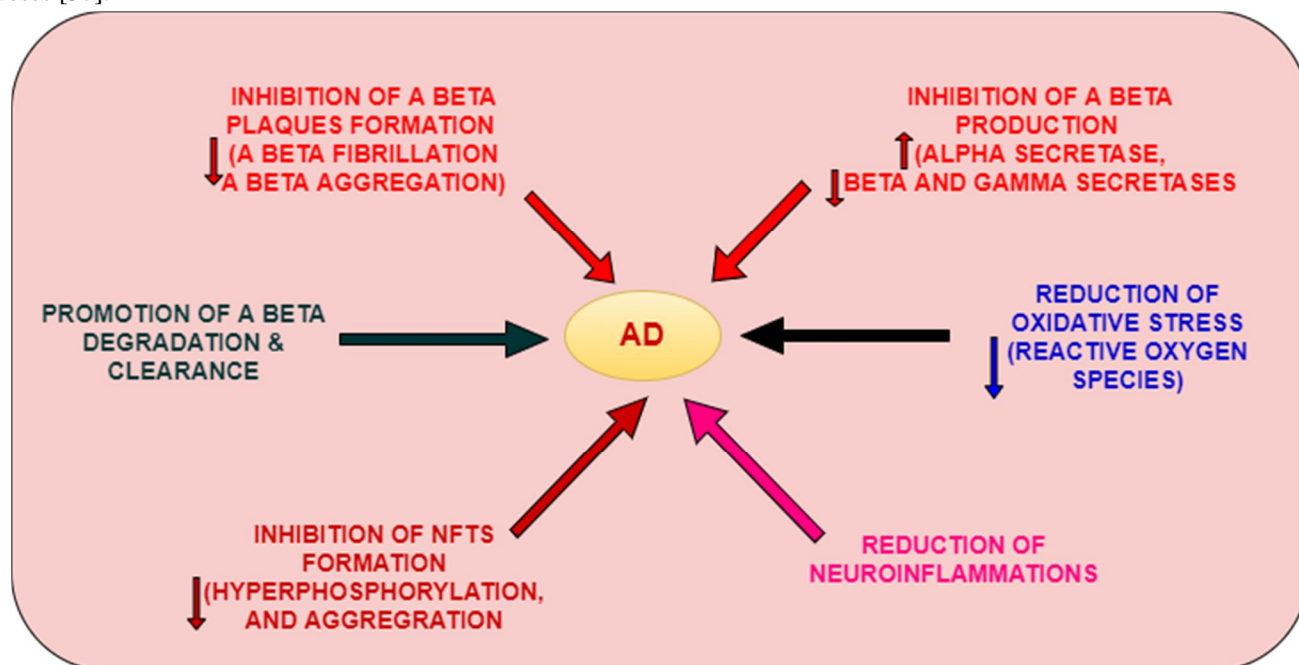 INHIBITION OF A BETA
PLAQUES FORMATION
(A BETA FIBRILLATION
A BETA AGGREGATION)
INHIBITION OF A BETA
PRODUCTION
(ALPHA SECRETASE,
BETA AND GAMMA SECRETASES
PROMOTION OF A BETA
DEGRADATION &
CLEARANCE
AD
REDUCTION OF
OXIDATIVE STRESS
(REACTIVE OXYGEN
SPECIES)
INHIBITION OF NFTS
FORMATION
(HYPERPHOSPHORYLATION,
AND AGGREGRATION
REDUCTION OF
NEUROINFLAMMATIONS